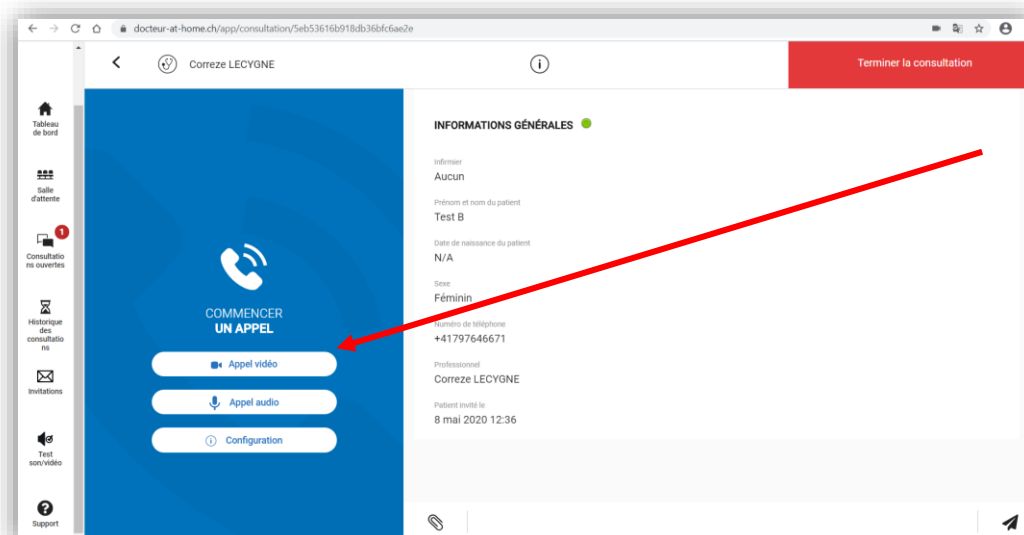 docteur-at-home.ch/app/consultation/5eb53616b918db36bfc6ae2e
Correze LECYGNE
Terminer la consultation
Tableau
de bord
Salle
d'attente
1
Consultatio
ns ouvertes
Historique
des
consultatio
ns
Invitations
Test
son/vidéo
Support
COMMENCER
UN APPEL
Appel vidéo
Appel audio
Configuration
INFORMATIONS GÉNÉRALES
Infirmier
Aucun
Prénom et nom du patient
Test B
Date de naissance du patient
N/A
Sexe
Féminin
Numéro de téléphone
+41797646671
Professionnel
Correze LECYGNE
Patient invité le
8 mai 2020 12:36